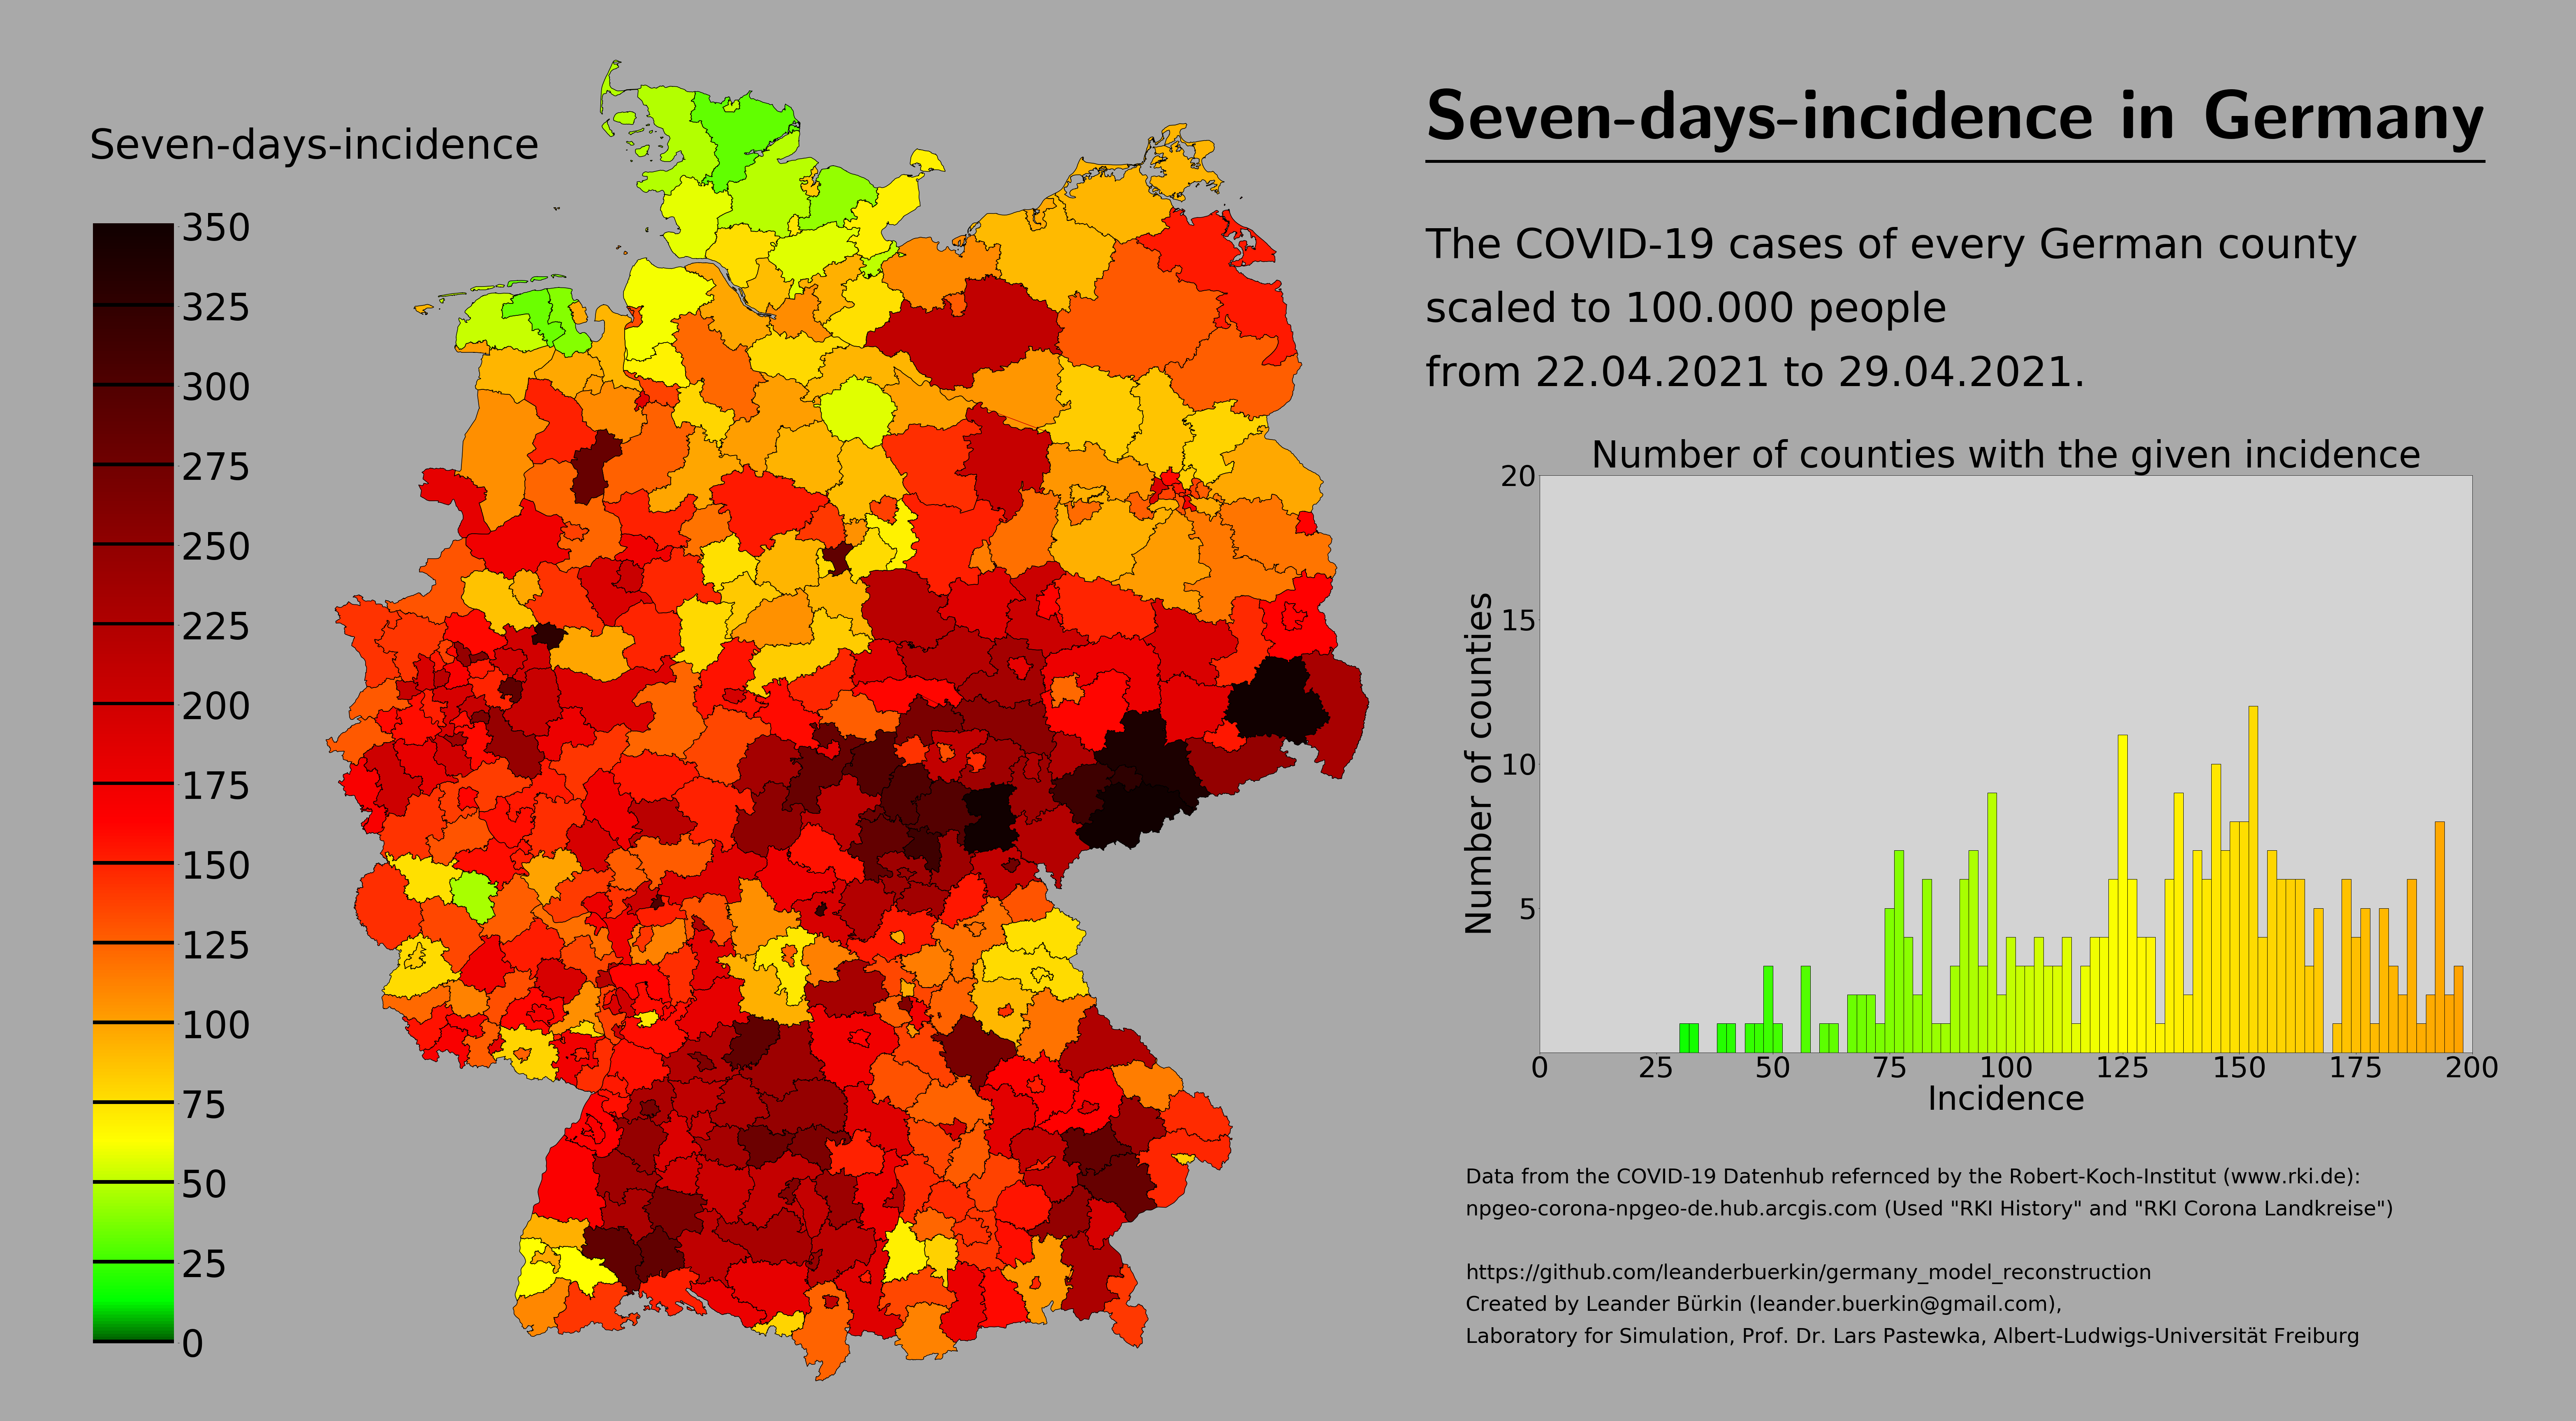 Seven-days-incidence
350
325
300
275
250
225
200
175
150
125
100
75
50
25
0
Seven-days-incidence in Germany
The COVID-19 cases of every German county
scaled to 100.000 people
from 22.04.2021 to 29.04.2021.
Number of counties with the given incidence
20
15
10
5
Number of counties
0 25 50 75 100 125 150 175 200
Incidence
Data from the COVID-19 Datenhub refernced by the Robert-Koch-Institut (www.rki.de):
npgeo-corona-npgeo-de.hub.arcgis.com (Used "RKI History" and "RKI Corona Landkreise")
https://github.com/leanderbuerkin/germany_model_reconstruction
Created by Leander Bürkin (leander.buerkin@gmail.com),
Laboratory for Simulation, Prof. Dr. Lars Pastewka, Albert-Ludwigs-Universität Freiburg